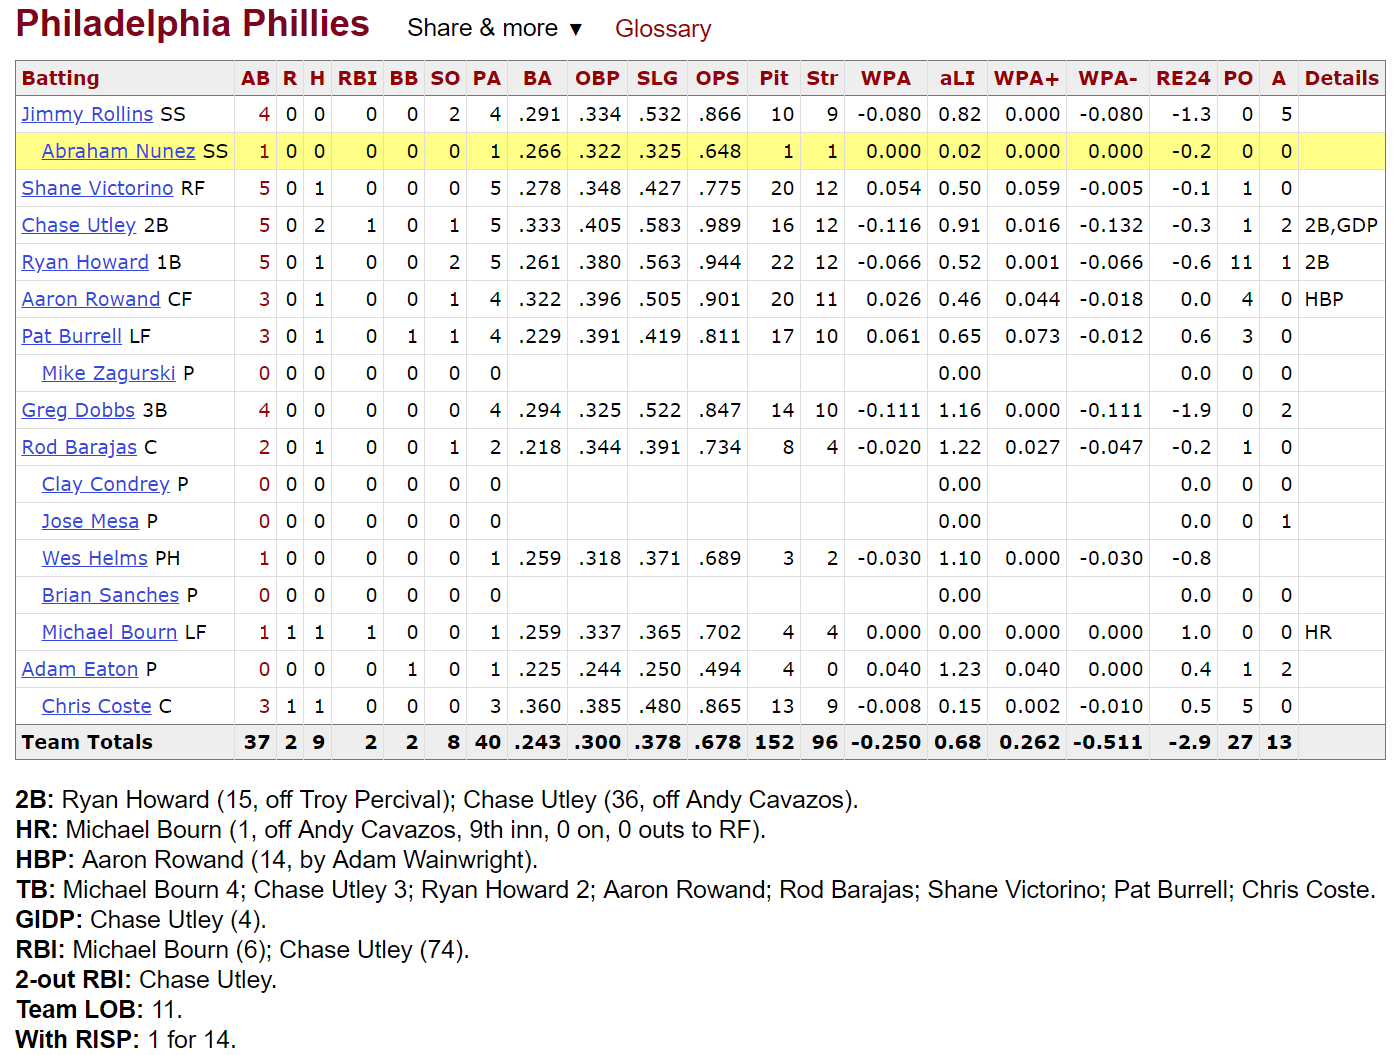 Philadelphia Phillies Share & more ▼ Glossary
Batting AB R H RBI BB SO PA BA OBP SLG OPS Pit Str WPA aLI WPA+ WPA- RE24 PO A Details
Jimmy Rollins SS 4 0 0 0 0 2 4 .291 .334 .532 .866 10 9 -0.080 0.82 0.000 -0.080 -1.3 0 5
Abraham Nunez SS 1 0 0 0 0 0 1 .266 .322 .325 .648 1 1 0.000 0.02 0.000 0.000 -0.2 0 0
Shane Victorino RF 5 0 1 0 0 0 5 .278 .348 .427 .775 20 12 0.054 0.50 0.059 -0.005 -0.1 1 0
Chase Utley 2B 5 0 2 1 0 1 5 .333 .405 .583 .989 16 12 -0.116 0.91 0.016 -0.132 -0.3 1 2 2B,GDP
Ryan Howard 1B 5 0 1 0 0 2 5 .261 .380 .563 .944 22 12 -0.066 0.52 0.001 -0.066 -0.6 11 1 2B
Aaron Rowand CF 3 0 1 0 0 1 4 .322 .396 .505 .901 20 11 0.026 0.46 0.044 -0.018 0.0 4 0 HBP
Pat Burrell LF 3 0 1 0 1 1 4 .229 .391 .419 .811 17 10 0.061 0.65 0.073 -0.012 0.6 3 0
Mike Zagurski P 0 0 0 0 0 0 0 0.00 0.0 0 0
Greg Dobbs 3B 4 0 0 0 0 0 4 .294 .325 .522 .847 14 10 -0.111 1.16 0.000 -0.111 -1.9 0 2
Rod Barajas C 2 0 1 0 0 1 2 .218 .344 .391 .734 8 4 -0.020 1.22 0.027 -0.047 -0.2 1 0
Clay Condrey P 0 0 0 0 0 0 0 0.00 0.0 0 0
Jose Mesa P 0 0 0 0 0 0 0 0.00 0.0 0 1
Wes Helms PH 1 0 0 0 0 0 1 .259 .318 .371 .689 3 2 -0.030 1.10 0.000 -0.030 -0.8
Brian Sanches P 0 0 0 0 0 0 0 0.00 0.0 0 0
Michael Bourn LF 1 1 1 1 0 0 1 .259 .337 .365 .702 4 4 0.000 0.00 0.000 0.000 1.0 0 0 HR
Adam Eaton P 0 0 0 0 1 0 1 .225 .244 .250 .494 4 0 0.040 1.23 0.040 0.000 0.4 1 2
Chris Coste C 3 1 1 0 0 0 3 .360 .385 .480 .865 13 9 -0.008 0.15 0.002 -0.010 0.5 5 0
Team Totals 37 2 9 2 2 8 40 .243 .300 .378 .678 152 96 -0.250 0.68 0.262 -0.511 -2.9 27 13
2B: Ryan Howard (15, off Troy Percival); Chase Utley (36, off Andy Cavazos).
HR: Michael Bourn (1, off Andy Cavazos, 9th inn, 0 on, 0 outs to RF).
HBP: Aaron Rowand (14, by Adam Wainwright).
TB: Michael Bourn 4; Chase Utley 3; Ryan Howard 2; Aaron Rowand; Rod Barajas; Shane Victorino; Pat Burrell; Chris Coste.
GIDP: Chase Utley (4).
RBI: Michael Bourn (6); Chase Utley (74).
2-out RBI: Chase Utley.
Team LOB: 11.
With RISP: 1 for 14.